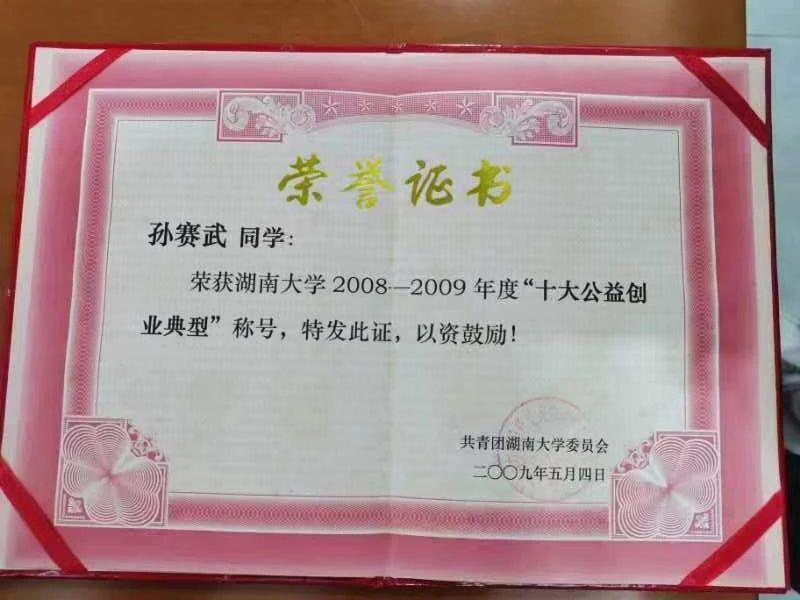 荣誉证书
孙赛武 同学：
荣获湖南大学 2008—2009 年度“十大公益创
业典型”称号，特发此证，以资鼓励！
共青团湖南大学委员会
二〇〇九年五月四日